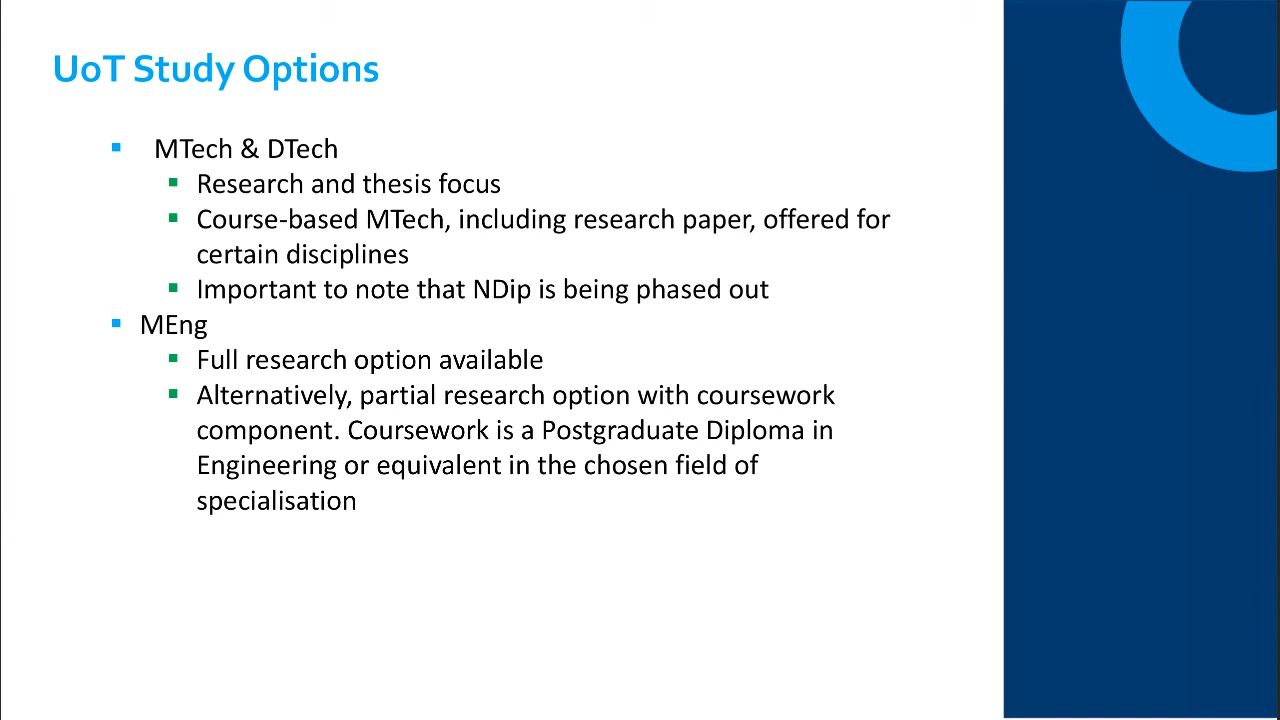 UoT Study Options
MTech & DTech
Research and thesis focus
Course-based MTech, including research paper, offered for
certain disciplines
Important to note that NDip is being phased out
MEng
Full research option available
Alternatively, partial research option with coursework
component. Coursework is a Postgraduate Diploma in
Engineering or equivalent in the chosen field of
specialisation